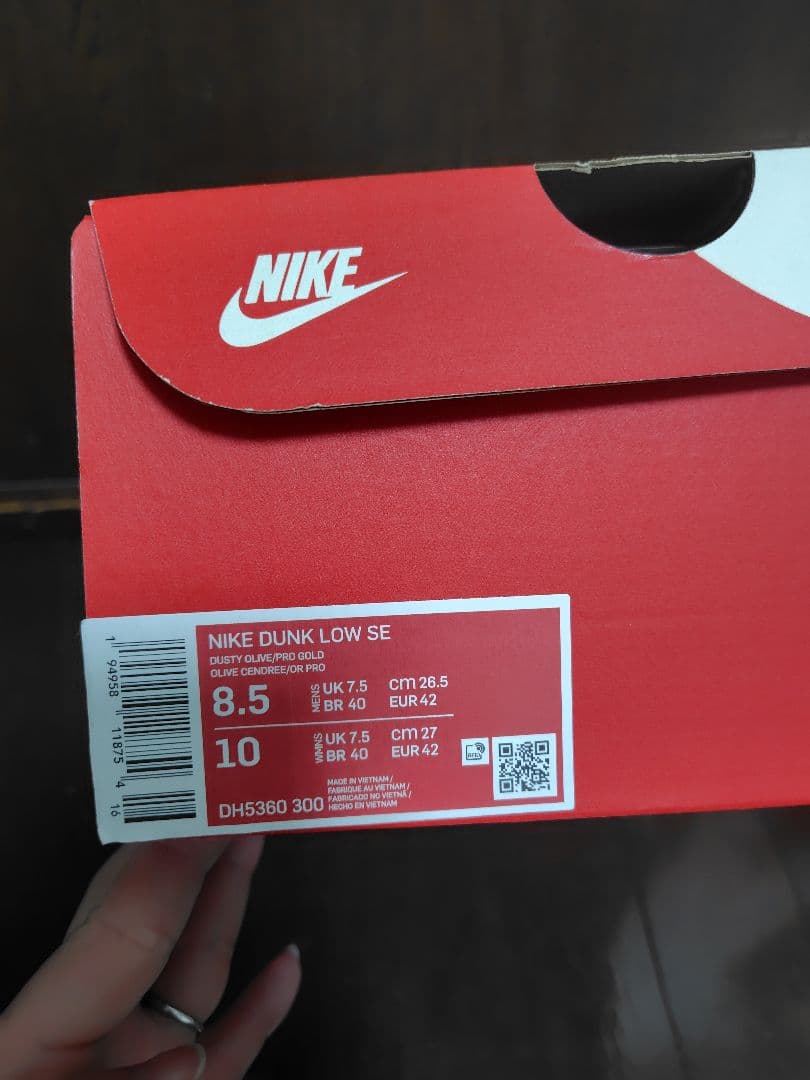 NIKE
NIKE DUNK LOW SE
DUSTY OLIVE/PRO GOLD
OLIVE CENDREE/OR PRO
8.5 MENS UK 7.5 CM 26.5
BR 40 EUR 42
10 WMNS UK 7.5 CM 27
BR 40 EUR 42
RFID
DH5360 300
MADE IN VIETNAM /
FABRIQUE AU VIETNAM /
FABRICADO NO VIETNÃ /
HECHO EN VIETNAM
1 94958 11875 4 16